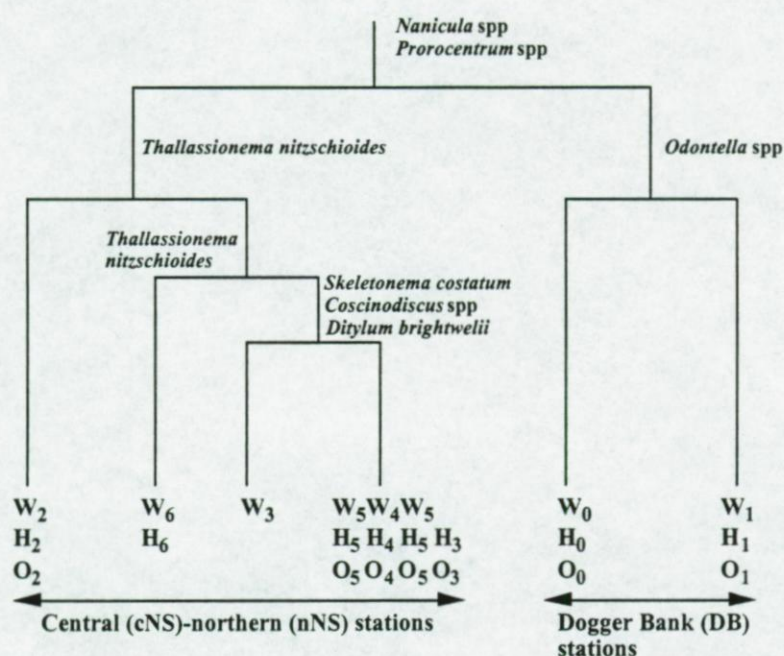 Nanicula spp
Prorocentrum spp
Thallassionema nitzschioides
Odontella spp
Thallassionema
nitzschioides
Skeletonema costatum
Coscinodiscus spp
Ditylum brightwelii
W₂ W₆ W₃ W₅W₄W₅ W₀ W₁
H₂ H₆ H₅ H₄ H₅ H₃ H₀ H₁
O₂ O₅ O₄ O₅ O₃ O₀ O₁
Central (cNS)-northern (nNS) stations
Dogger Bank (DB)
stations